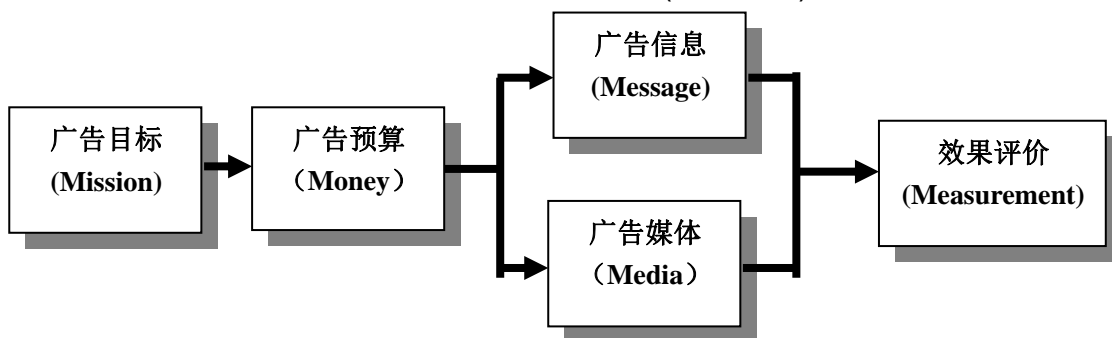 广告目标
(Mission)
广告预算
（Money）
广告信息
(Message)
广告媒体
（Media）
效果评价
(Measurement)